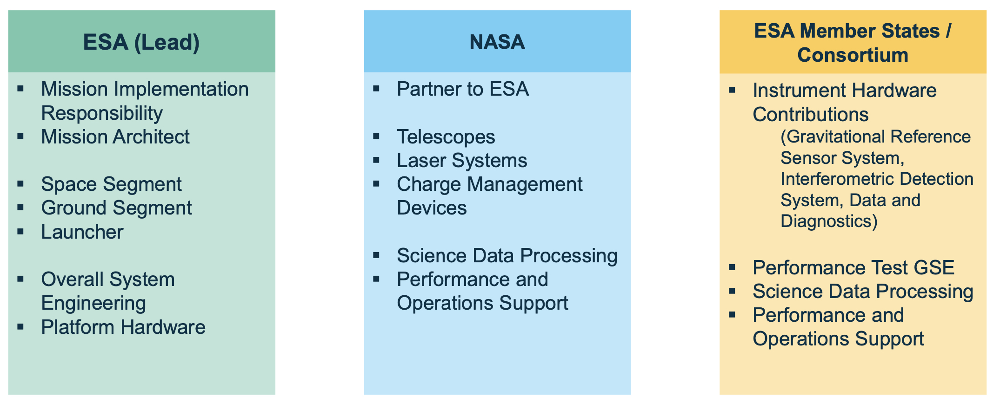 ESA (Lead)
▪ Mission Implementation
Responsibility
▪ Mission Architect
▪ Space Segment
▪ Ground Segment
▪ Launcher
▪ Overall System
Engineering
▪ Platform Hardware
NASA
▪ Partner to ESA
▪ Telescopes
▪ Laser Systems
▪ Charge Management
Devices
▪ Science Data Processing
▪ Performance and
Operations Support
ESA Member States /
Consortium
▪ Instrument Hardware
Contributions
(Gravitational Reference
Sensor System,
Interferometric Detection
System, Data and
Diagnostics)
▪ Performance Test GSE
▪ Science Data Processing
▪ Performance and
Operations Support